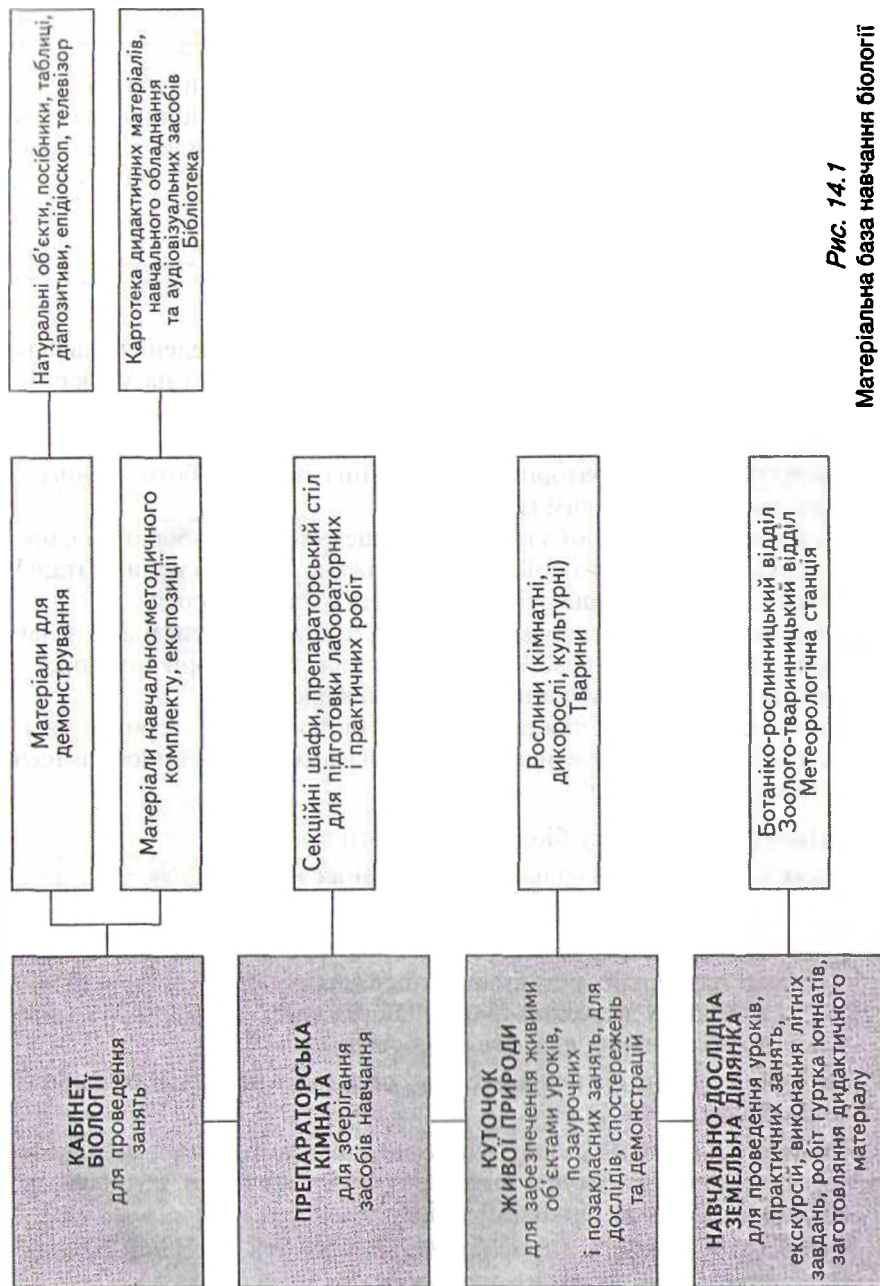 КАБІНЕТ
БІОЛОГІЇ
для проведення
занять
Матеріали для
демонстрування
Натуральні об'єкти, посібники, таблиці,
діапозитиви, епідіоскоп, телевізор
Матеріали навчально-методичного
комплекту, експозиції
Картотека дидактичних матеріалів,
навчального обладнання
та аудіовізуальних засобів
Бібліотека
ПРЕПАРАТОРСЬКА
КІМНАТА
для зберігання
засобів навчання
Секційні шафи, препараторський стіл
для підготовки лабораторних
і практичних робіт
КУТОЧОК
ЖИВОЇ ПРИРОДИ
для забезпечення живими
об'єктами уроків,
позаурочних
і позакласних занять, для
дослідів, спостережень
та демонстрацій
Рослини (кімнатні,
дикорослі, культурні)
Тварини
НАВЧАЛЬНО-ДОСЛІДНА
ЗЕМЕЛЬНА ДІЛЯНКА
для проведення уроків,
практичних занять,
екскурсій, виконання літніх
завдань, робіт гуртка юннатів,
заготовляння дидактичного
матеріалу
Ботаніко-рослинницький відділ
Зоолого-тваринницький відділ
Метеорологічна станція
Рис. 14.1
Матеріальна база навчання біології